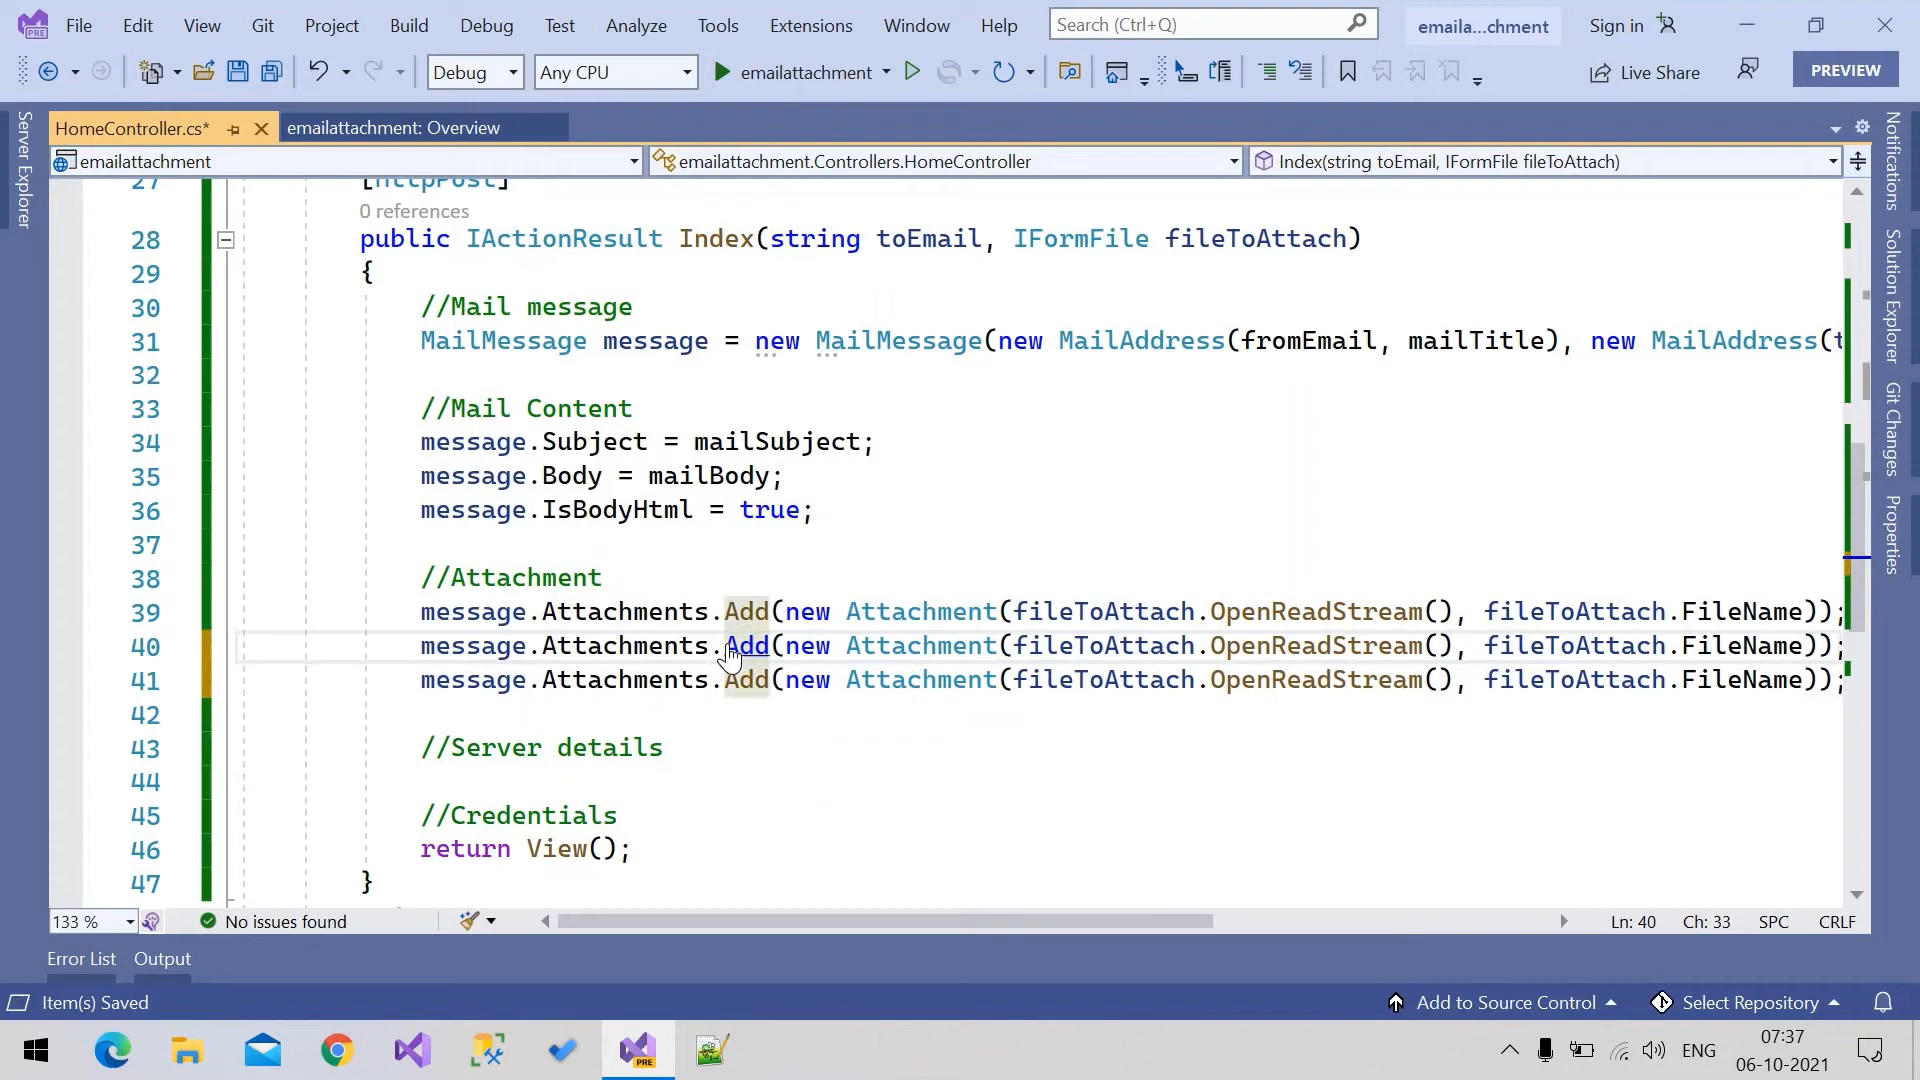 File Edit View Git Project Build Debug Test Analyze Tools Extensions Window Help Search (Ctrl+Q) emaila...chment Sign in
PRE
Debug Any CPU emailattachment Live Share PREVIEW
HomeController.cs* emailattachment: Overview
emailattachment emailattachment.Controllers.HomeController Index(string toEmail, IFormFile fileToAttach)
Server Explorer
Notifications
Solution Explorer
Git Changes
Properties
27 [HttpPost]
0 references
28 public IActionResult Index(string toEmail, IFormFile fileToAttach)
29 {
30 //Mail message
31 MailMessage message = new MailMessage(new MailAddress(fromEmail, mailTitle), new MailAddress(t
32
33 //Mail Content
34 message.Subject = mailSubject;
35 message.Body = mailBody;
36 message.IsBodyHtml = true;
37
38 //Attachment
39 message.Attachments.Add(new Attachment(fileToAttach.OpenReadStream(), fileToAttach.FileName));
40 message.Attachments.Add(new Attachment(fileToAttach.OpenReadStream(), fileToAttach.FileName));
41 message.Attachments.Add(new Attachment(fileToAttach.OpenReadStream(), fileToAttach.FileName));
42
43 //Server details
44
45 //Credentials
46 return View();
47 }
133 % No issues found Ln: 40 Ch: 33 SPC CRLF
Error List Output
Item(s) Saved Add to Source Control Select Repository
PRE
ENG
07:37
06-10-2021